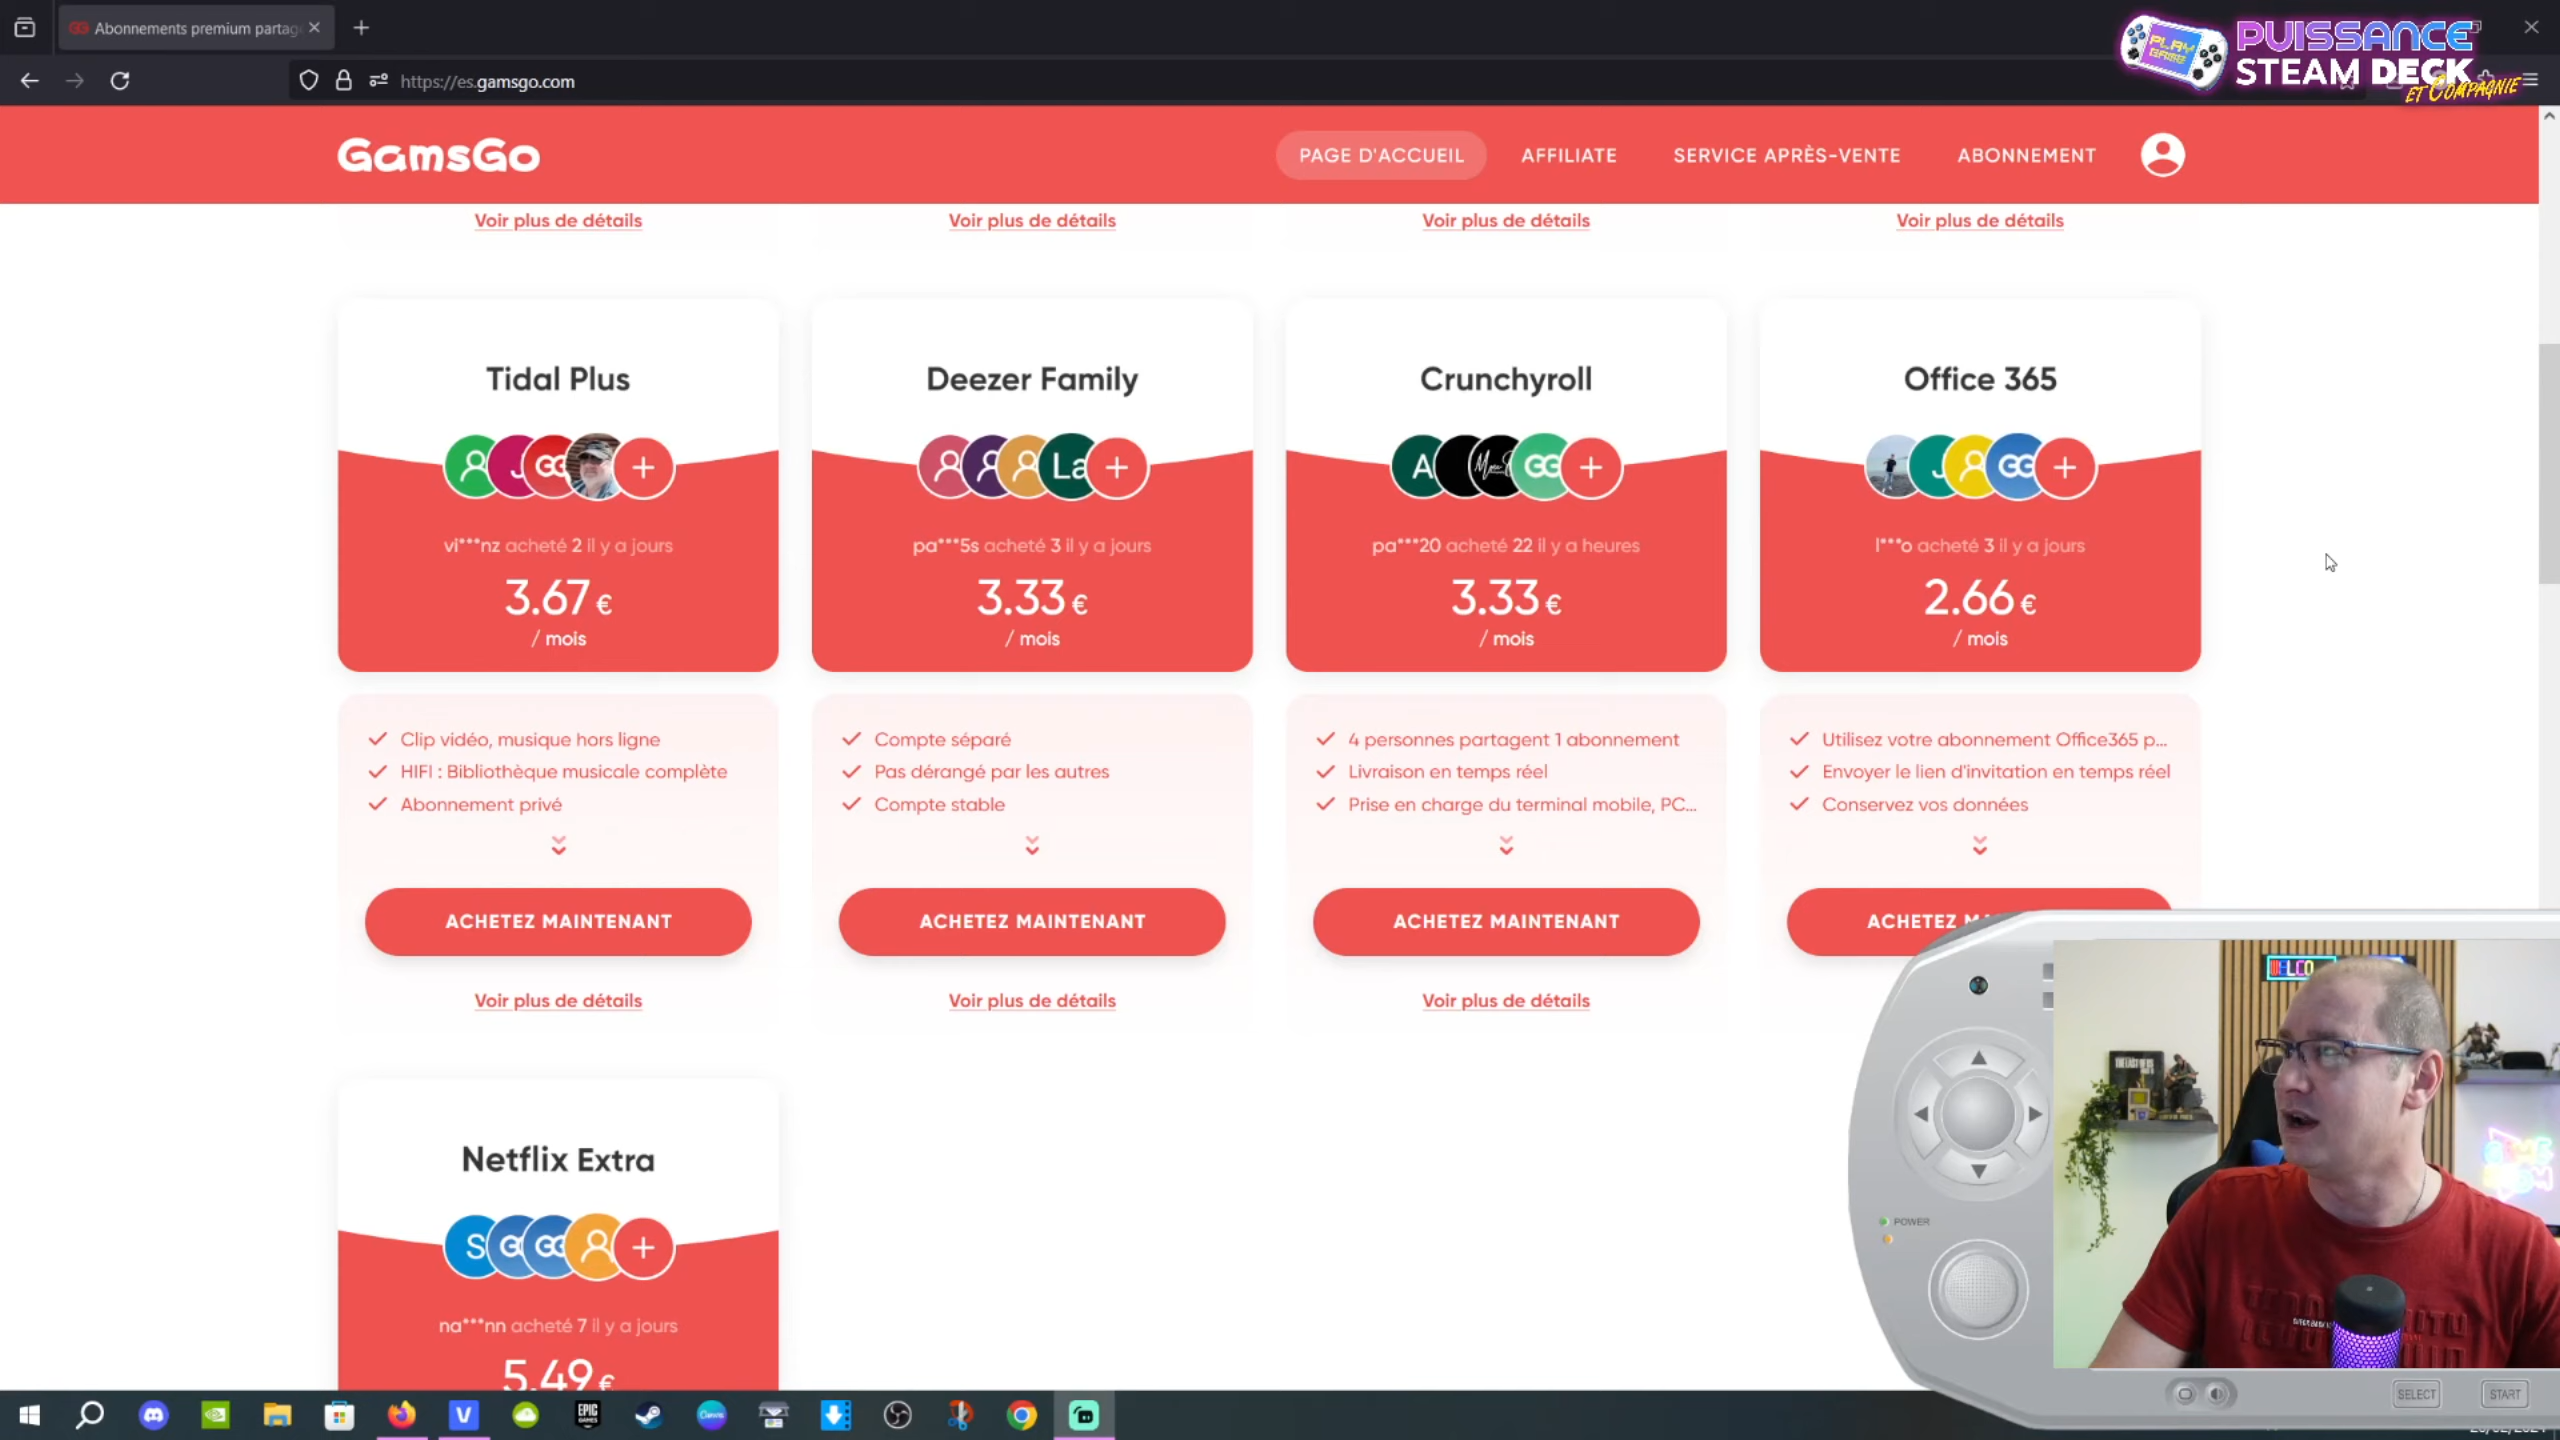 Abonnements premium partag
PUISSANCE
STEAM DECK
ET COMPAGNIE
PLAY
GAME
https://es.gamsgo.com
GamsGo
PAGE D'ACCUEIL
AFFILIATE
SERVICE APRÈS-VENTE
ABONNEMENT
Voir plus de détails
Voir plus de détails
Voir plus de détails
Voir plus de détails
Tidal Plus
vi***nz acheté 2 il y a jours
3.67 €
/ mois
Clip vidéo, musique hors ligne
HIFI : Bibliothèque musicale complète
Abonnement privé
ACHETEZ MAINTENANT
Voir plus de détails
Deezer Family
La
pa***5s acheté 3 il y a jours
3.33 €
/ mois
Compte séparé
Pas dérangé par les autres
Compte stable
ACHETEZ MAINTENANT
Voir plus de détails
Crunchyroll
A
pa***20 acheté 22 il y a heures
3.33 €
/ mois
4 personnes partagent 1 abonnement
Livraison en temps réel
Prise en charge du terminal mobile, PC...
ACHETEZ MAINTENANT
Voir plus de détails
Office 365
J
l***o acheté 3 il y a jours
2.66 €
/ mois
Utilisez votre abonnement Office365 p...
Envoyer le lien d'invitation en temps réel
Conservez vos données
ACHETEZ
Netflix Extra
S
na***nn acheté 7 il y a jours
5.49 €
POWER
SELECT
START
EPIC
GAMES
Canva